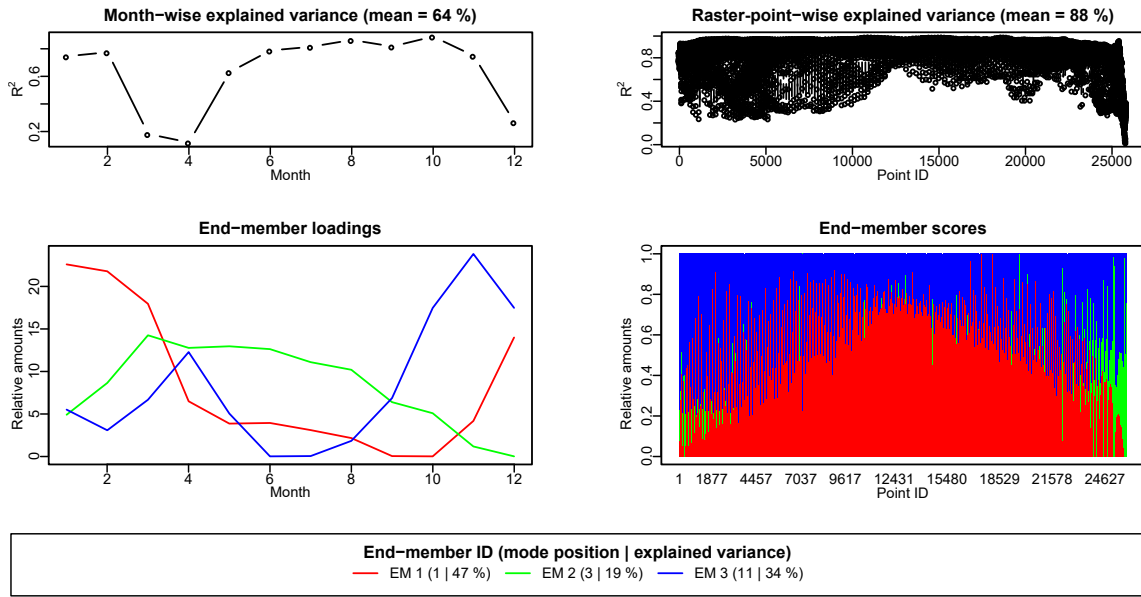 Month−wise explained variance (mean = 64 %)
R²
0.2 0.6
2 4 6 8 10 12
Month
Raster−point−wise explained variance (mean = 88 %)
R²
0.0 0.4 0.8
0 5000 10000 15000 20000 25000
Point ID
End−member loadings
Relative amounts
0 5 10 15 20
2 4 6 8 10 12
Month
End−member scores
Relative amounts
0.0 0.2 0.4 0.6 0.8 1.0
1 1877 4457 7037 9617 12431 15480 18529 21578 24627
Point ID
End−member ID (mode position | explained variance)
EM 1 (1 | 47 %) EM 2 (3 | 19 %) EM 3 (11 | 34 %)